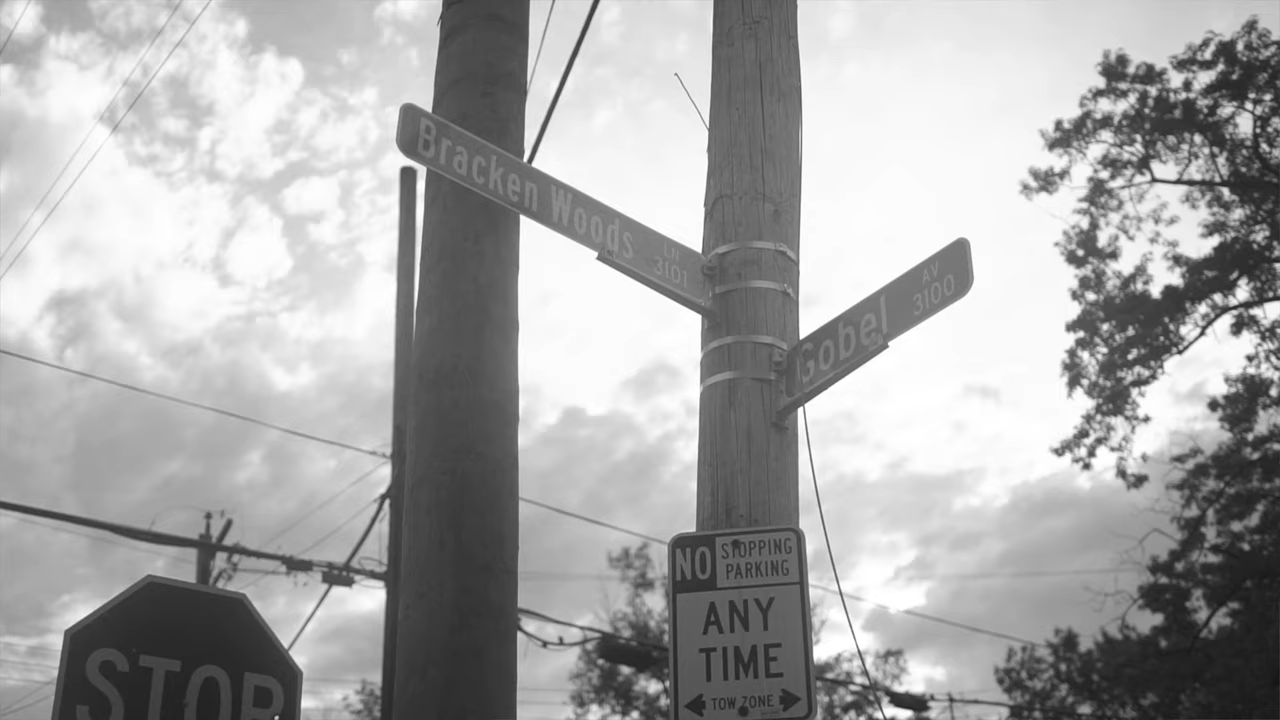 Bracken Woods LN 3101
Gobel AV 3100
NO STOPPING PARKING
ANY
TIME
TOW ZONE
STOP